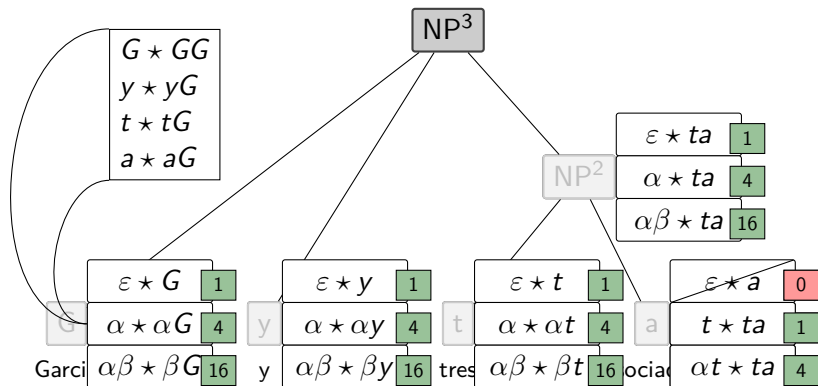 NP³
G ⋆ GG
y ⋆ yG
t ⋆ tG
a ⋆ aG
NP²
ε ⋆ ta 1
α ⋆ ta 4
αβ ⋆ ta 16
G
ε ⋆ G 1
α ⋆ αG 4
αβ ⋆ βG 16
y
ε ⋆ y 1
α ⋆ αy 4
αβ ⋆ βy 16
t
ε ⋆ t 1
α ⋆ αt 4
αβ ⋆ βt 16
a
ε ⋆ a 0
t ⋆ ta 1
αt ⋆ ta 4
Garci y tres ociad